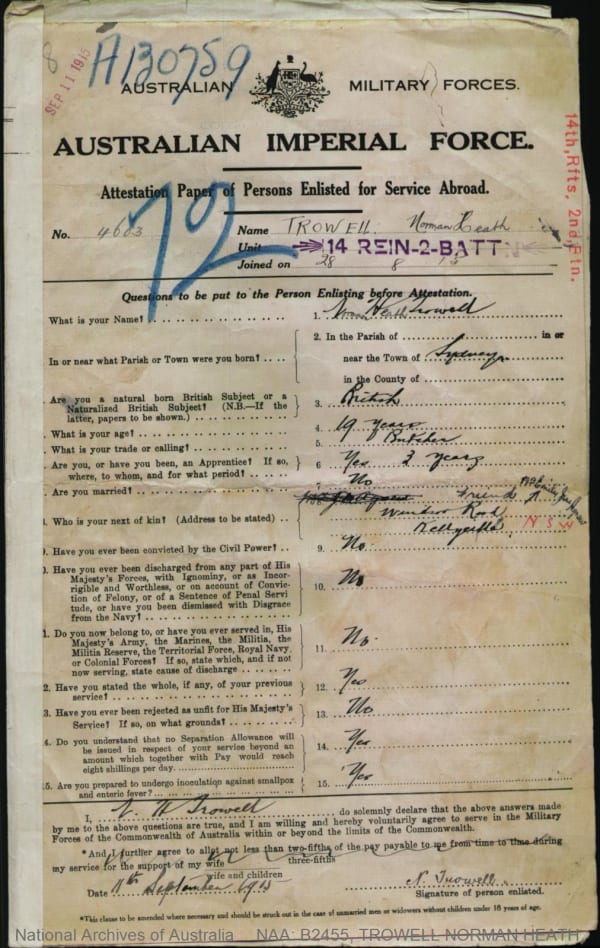 8
SEP 11 1915
A130759
AUSTRALIAN MILITARY FORCES.
AUSTRALIAN IMPERIAL FORCE.
14th, Rfts, 2nd, Btn.
Attestation Paper of Persons Enlisted for Service Abroad.
72
No. 4603 Name TROWELL Norman Heath
Unit 14 REIN-2-BATTN
Joined on 28 8 15
Questions to be put to the Person Enlisting before Attestation.
What is your Name? 1. Norman Heath Trowell
In or near what Parish or Town were you born? 2. In the Parish of in or
near the Town of Sydney
in the County of
Are you a natural born British Subject or a
Naturalized British Subject? (N.B.—If the
latter, papers to be shown.) 3. British
What is your age? 4. 19 years
What is your trade or calling? 5. Butcher
Are you, or have you been, an Apprentice? If so,
where, to whom, and for what period? 6 Yes 3 years
Are you married? 7. No
Who is your next of kin? (Address to be stated) Friend
Windsor Road
Kellyville NSW
9. Have you ever been convicted by the Civil Power? 9. No
0. Have you ever been discharged from any part of His
Majesty's Forces, with Ignominy, or as Incor-
rigible and Worthless, or on account of Convic-
tion of Felony, or of a Sentence of Penal Servi
tude, or have you been dismissed with Disgrace
from the Navy? 10. No
1. Do you now belong to, or have you ever served in, His
Majesty's Army, the Marines, the Militia, the
Militia Reserve, the Territorial Force, Royal Navy,
or Colonial Forces? If so, state which, and if not
now serving, state cause of discharge 11. No.
2. Have you stated the whole, if any, of your previous
service? 12. Yes
3. Have you ever been rejected as unfit for His Majesty's
Service? If so, on what grounds? 13. No
4. Do you understand that no Separation Allowance will
be issued in respect of your service beyond an
amount which together with Pay would reach
eight shillings per day. 14. Yes
5. Are you prepared to undergo inoculation against smallpox
and enteric fever? 15. Yes
I, N. H Trowell do solemnly declare that the above answers made
by me to the above questions are true, and I am willing and hereby voluntarily agree to serve in the Military
Forces of the Commonwealth of Australia within or beyond the limits of the Commonwealth.
*And I further agree to allot not less than two-fifths of the pay payable to me from time to time during
three-fifths
my service for the support of my wife
wife and children
Date 11th September 1915 N. Trowell
Signature of person enlisted.
*This clause to be amended where necessary and should be struck out in the case of unmarried men or widowers without children under 18 years of age.
National Archives of Australia NAA: B2455, TROWELL NORMAN HEATH